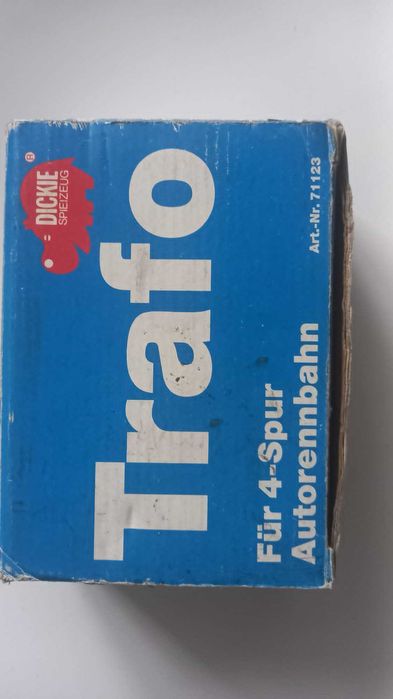 DICKIE
SPIELZEUG
®
Trafo
Für 4-Spur
Autorennbahn
Art.-Nr. 71123